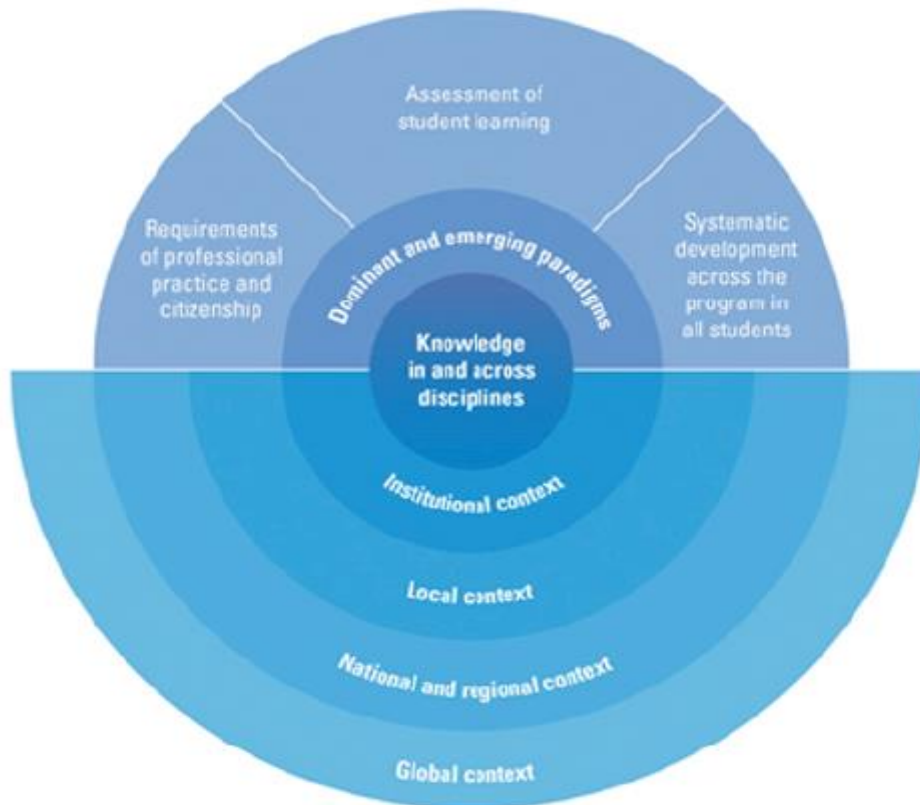 Assessment of
student learning
Requirements
of professional
practice and
citizenship
Dominant and emerging paradigms
Systematic
development
across the
program in
all students
Knowledge
in and across
disciplines
Institutional context
Local context
National and regional context
Global context